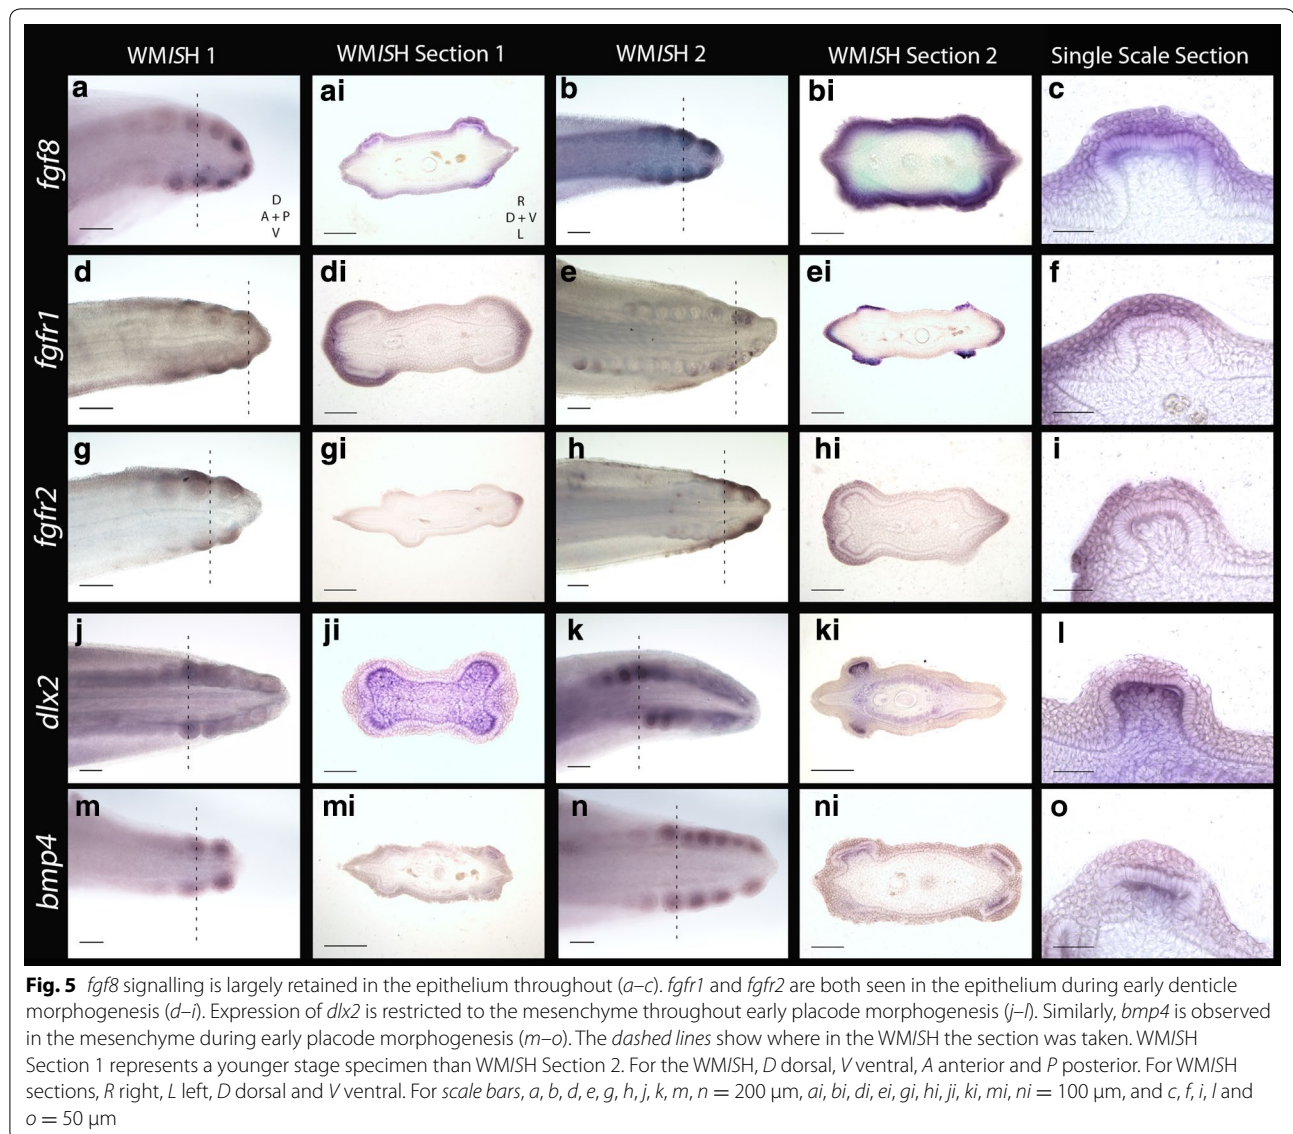 WMISH 1 WMISH Section 1 WMISH 2 WMISH Section 2 Single Scale Section
fgf8 a ai b bi c
D
A + P
V
R
D + V
L
fgfr1 d di e ei f
fgfr2 g gi h hi i
dlx2 j ji k ki l
bmp4 m mi n ni o
Fig. 5 fgf8 signalling is largely retained in the epithelium throughout (a–c). fgfr1 and fgfr2 are both seen in the epithelium during early denticle
morphogenesis (d–i). Expression of dlx2 is restricted to the mesenchyme throughout early placode morphogenesis (j–l). Similarly, bmp4 is observed
in the mesenchyme during early placode morphogenesis (m–o). The dashed lines show where in the WMISH the section was taken. WMISH
Section 1 represents a younger stage specimen than WMISH Section 2. For the WMISH, D dorsal, V ventral, A anterior and P posterior. For WMISH
sections, R right, L left, D dorsal and V ventral. For scale bars, a, b, d, e, g, h, j, k, m, n = 200 μm, ai, bi, di, ei, gi, hi, ji, ki, mi, ni = 100 μm, and c, f, i, l and
o = 50 μm